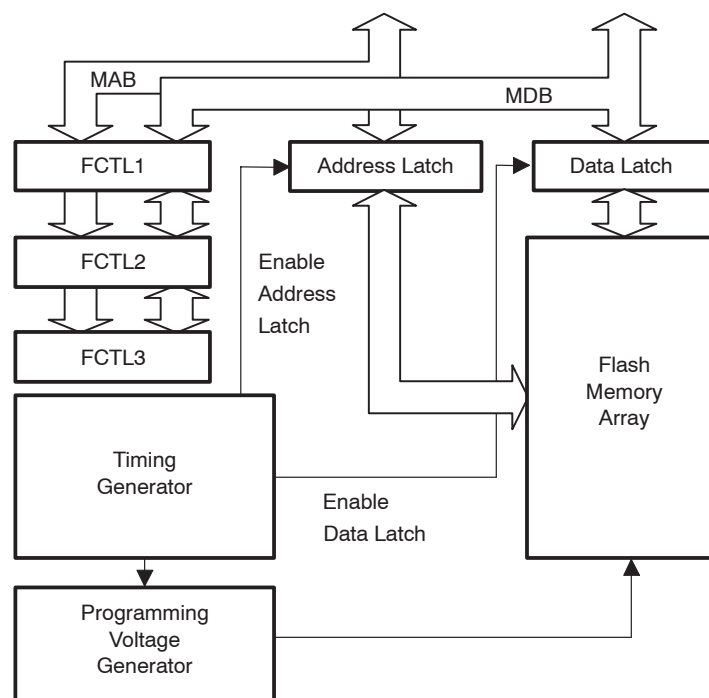 MAB
MDB
FCTL1
Address Latch
Data Latch
FCTL2
Enable
Address
Latch
FCTL3
Flash
Memory
Array
Timing
Generator
Enable
Data Latch
Programming
Voltage
Generator